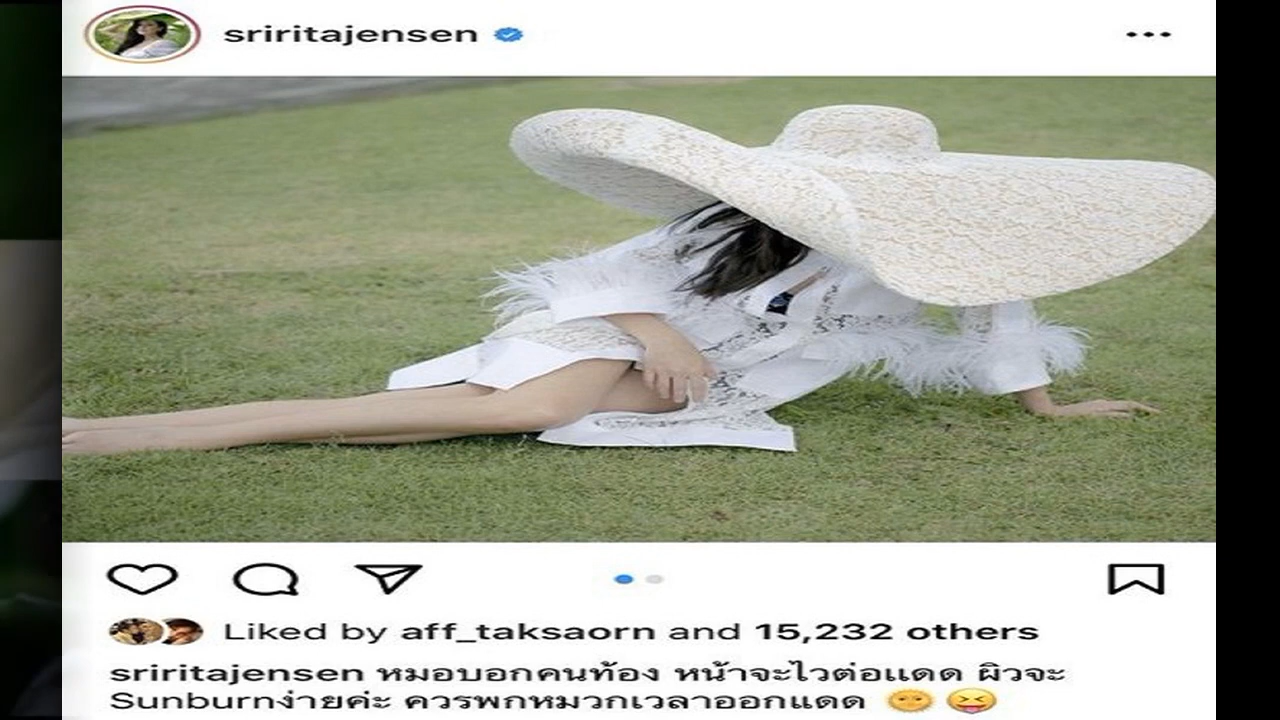 sriritajensen
Liked by aff_taksaorn and 15,232 others
sriritajensen หมอบอกคนท้อง หน้าจะไวต่อแดด ผิวจะ
Sunburnง่ายค่ะ ควรพกหมวกเวลาออกแดด 🌞 😝